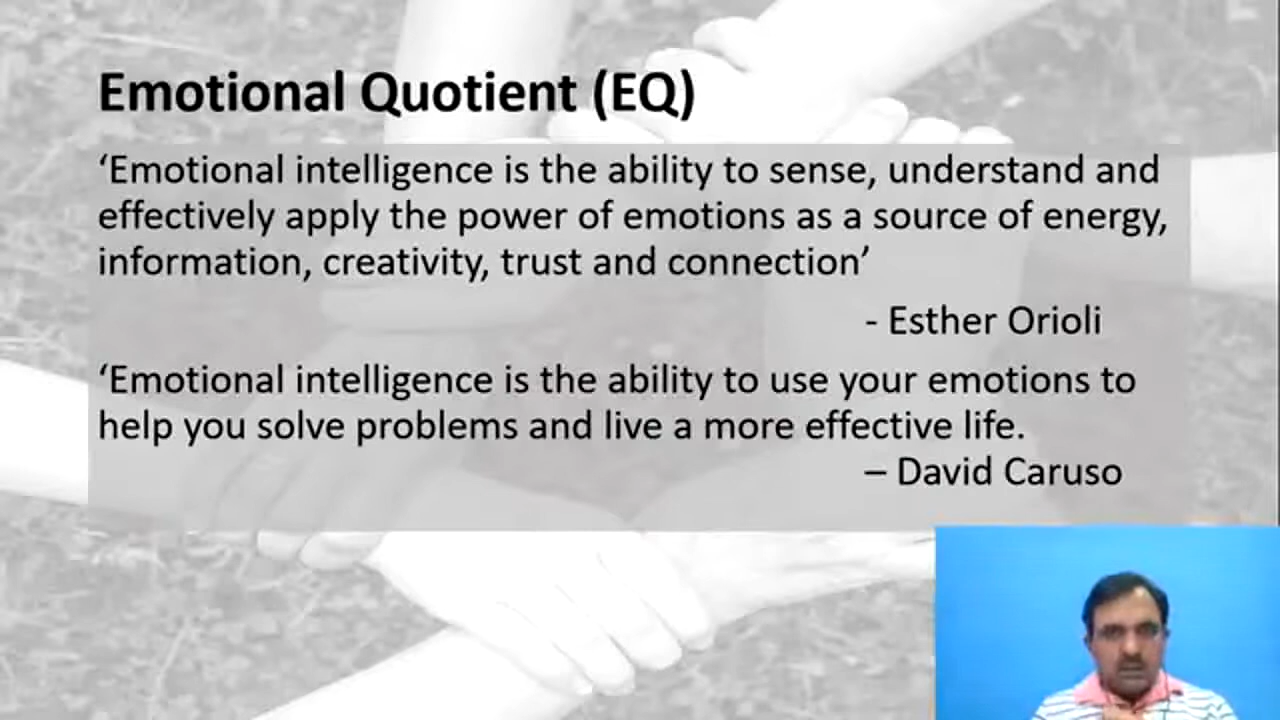 Emotional Quotient (EQ)
‘Emotional intelligence is the ability to sense, understand and
effectively apply the power of emotions as a source of energy,
information, creativity, trust and connection’
- Esther Orioli
‘Emotional intelligence is the ability to use your emotions to
help you solve problems and live a more effective life.
– David Caruso